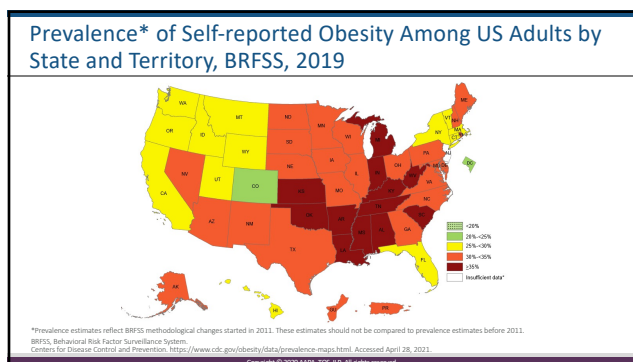 Prevalence* of Self-reported Obesity Among US Adults by
State and Territory, BRFSS, 2019
WA
MT
ND
MN
ME
OR
ID
SD
WI
MI
NY
VT
NH
MA
CT
WY
NE
IA
PA
NV
UT
CO
IL
IN
OH
MD
DE
DC
CA
KS
MO
KY
WV
VA
AZ
NM
OK
AR
TN
NC
SC
TX
LA
MS
AL
GA
FL
AK
HI
GU
PR
<20%
20%-<25%
25%-<30%
30%-<35%
≥35%
Insufficient data*
*Prevalence estimates reflect BRFSS methodological changes started in 2011. These estimates should not be compared to prevalence estimates before 2011.
BRFSS, Behavioral Risk Factor Surveillance System.
Centers for Disease Control and Prevention. https://www.cdc.gov/obesity/data/prevalence-maps.html. Accessed April 28, 2021.